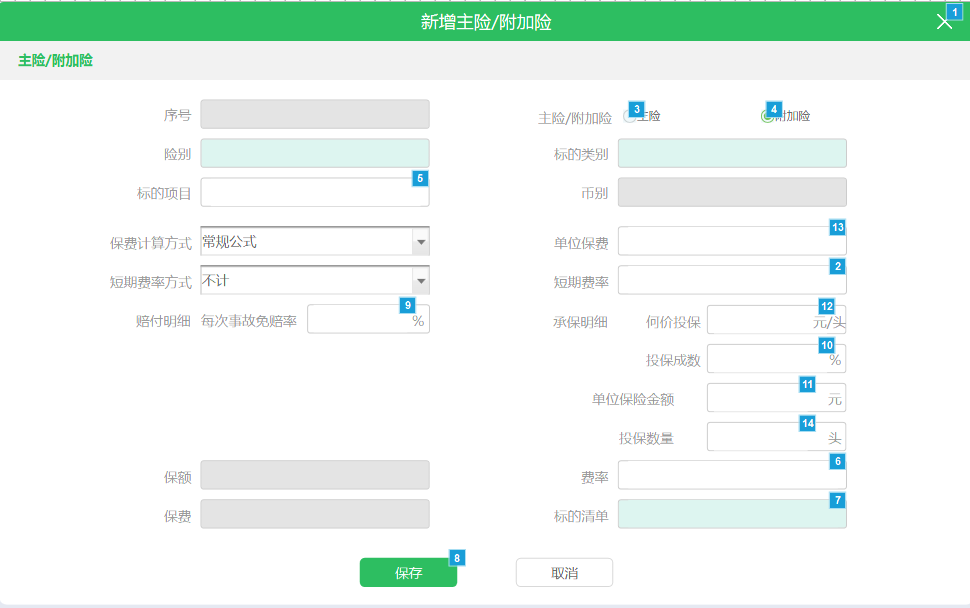 新增主险/附加险
1
主险/附加险
序号
主险/附加险
3
主险
4
附加险
险别
标的类别
标的项目
5
币别
保费计算方式
常规公式
单位保费
13
短期费率方式
不计
短期费率
2
赔付明细 每次事故免赔率
9
%
承保明细 何价投保
12
元/头
投保成数
10
%
单位保险金额
11
元
投保数量
14
头
保额
费率
6
保费
标的清单
7
保存
8
取消